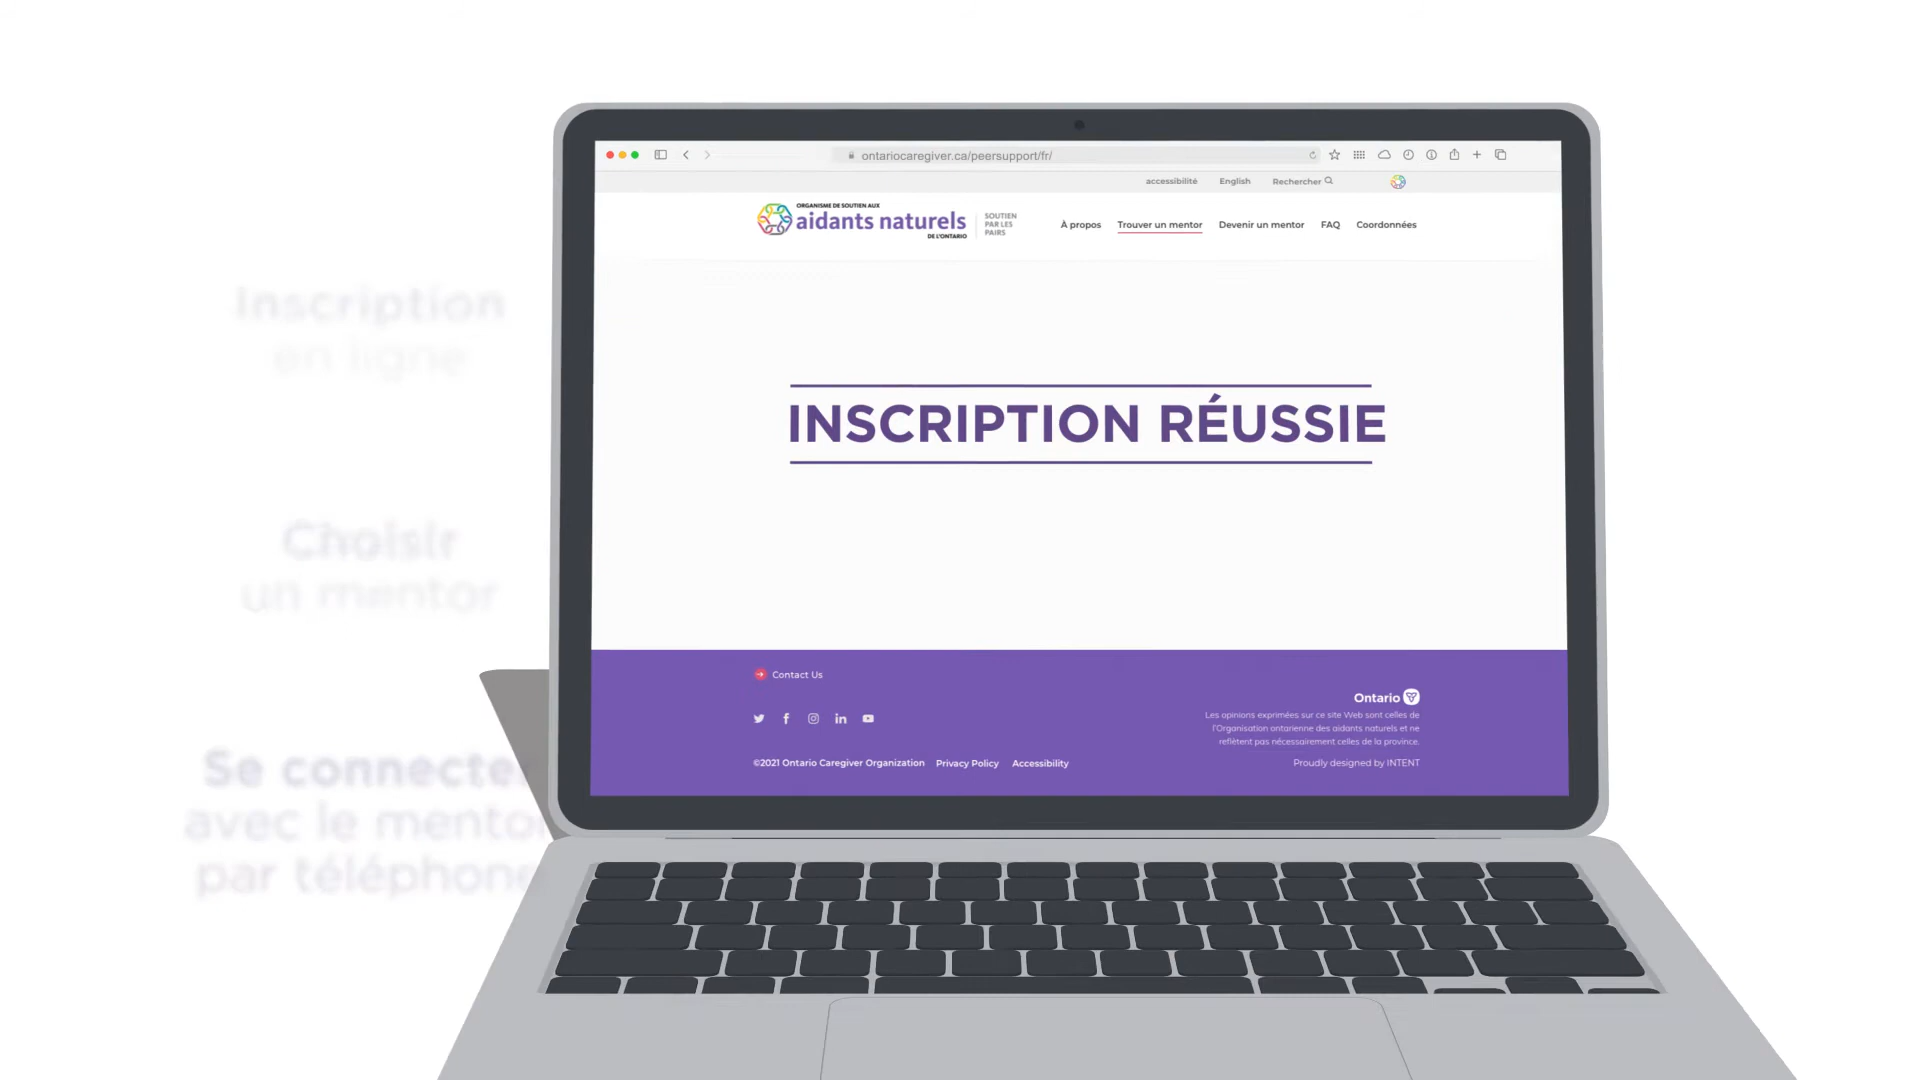 ontariocaregiver.ca/peersupport/fr/
accessibilité English Rechercher
ORGANISME DE SOUTIEN AUX
aidants naturels
DE L'ONTARIO
SOUTIEN
PAR LES
PAIRS
À propos Trouver un mentor Devenir un mentor FAQ Coordonnées
Inscription
en ligne
Choisir
un mentor
Se connecter
avec le mentor
par téléphone
INSCRIPTION RÉUSSIE
Contact Us
Ontario
Les opinions exprimées sur ce site Web sont celles de
l'Organisation ontarienne des aidants naturels et ne
reflètent pas nécessairement celles de la province.
©2021 Ontario Caregiver Organization Privacy Policy Accessibility
Proudly designed by INTENT